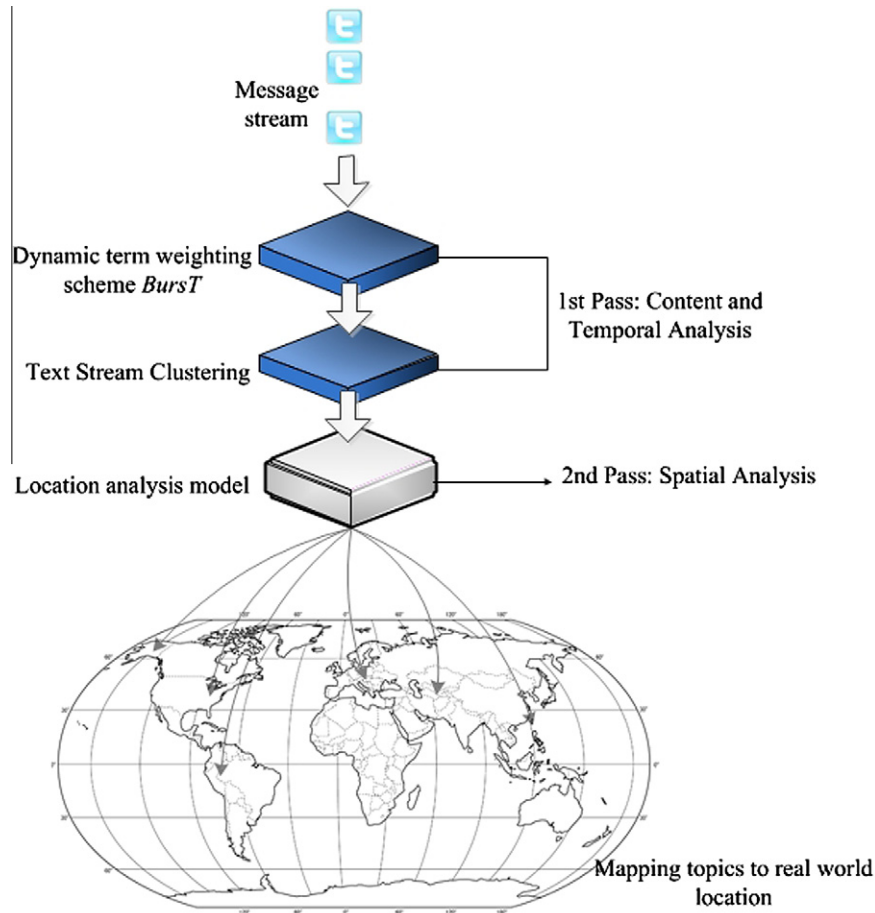 Message
stream
Dynamic term weighting
scheme BursT
1st Pass: Content and
Temporal Analysis
Text Stream Clustering
Location analysis model
2nd Pass: Spatial Analysis
Mapping topics to real world
location